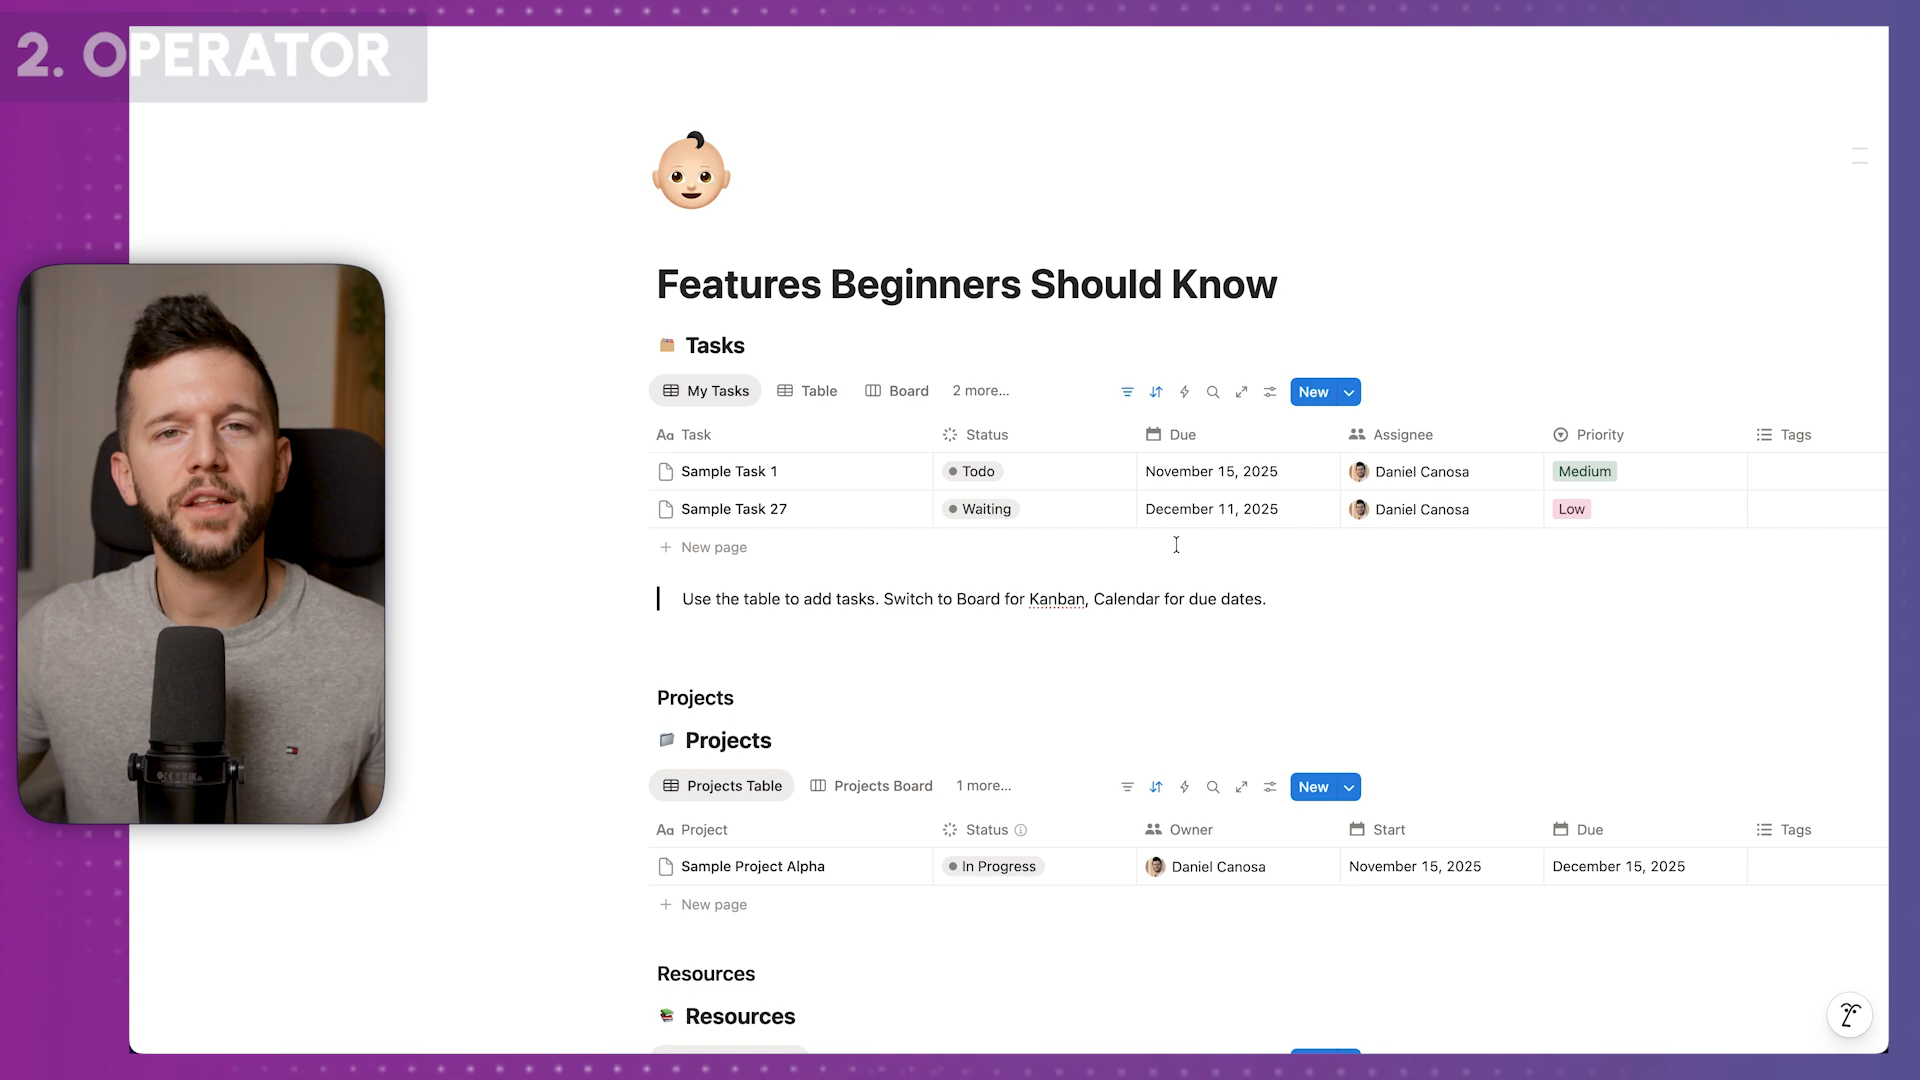 2. OPERATOR
Features Beginners Should Know
Tasks
My Tasks Table Board 2 more... New
Aa Task Status Due Assignee Priority Tags
Sample Task 1 Todo November 15, 2025 Daniel Canosa Medium
Sample Task 27 Waiting December 11, 2025 Daniel Canosa Low
+ New page
Use the table to add tasks. Switch to Board for Kanban, Calendar for due dates.
Projects
Projects
Projects Table Projects Board 1 more... New
Aa Project Status Owner Start Due Tags
Sample Project Alpha In Progress Daniel Canosa November 15, 2025 December 15, 2025
+ New page
Resources
Resources